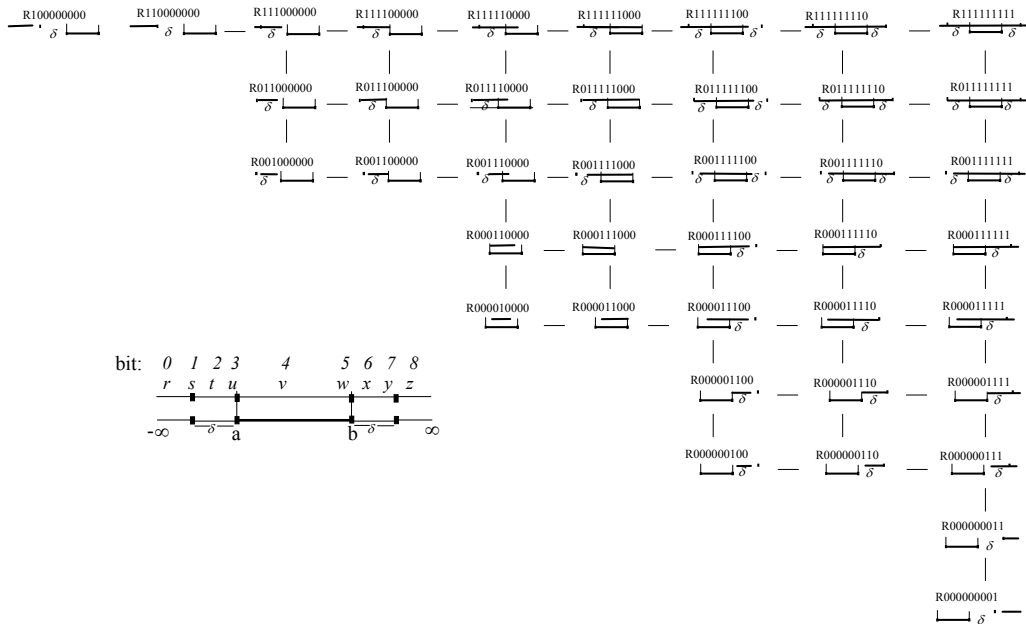 R100000000 R110000000 R111000000 R111100000 R111110000 R111111000 R111111100 R111111110 R111111111
δ δ δ δ δ δ δ δ δ δ δ δ
R011000000 R011100000 R011110000 R011111000 R011111100 R011111110 R011111111
δ δ δ δ δ δ δ δ δ δ
R001000000 R001100000 R001110000 R001111000 R001111100 R001111110 R001111111
δ δ δ δ δ δ δ δ δ δ
R000110000 R000111000 R000111100 R000111110 R000111111
δ δ δ
R000010000 R000011000 R000011100 R000011110 R000011111
δ δ δ
bit: 0 1 2 3 4 5 6 7 8
r s t u v w x y z
δ δ
-∞ a b ∞
R000001100 R000001110 R000001111
δ δ δ
R000000100 R000000110 R000000111
δ δ δ
R000000011
δ
R000000001
δ